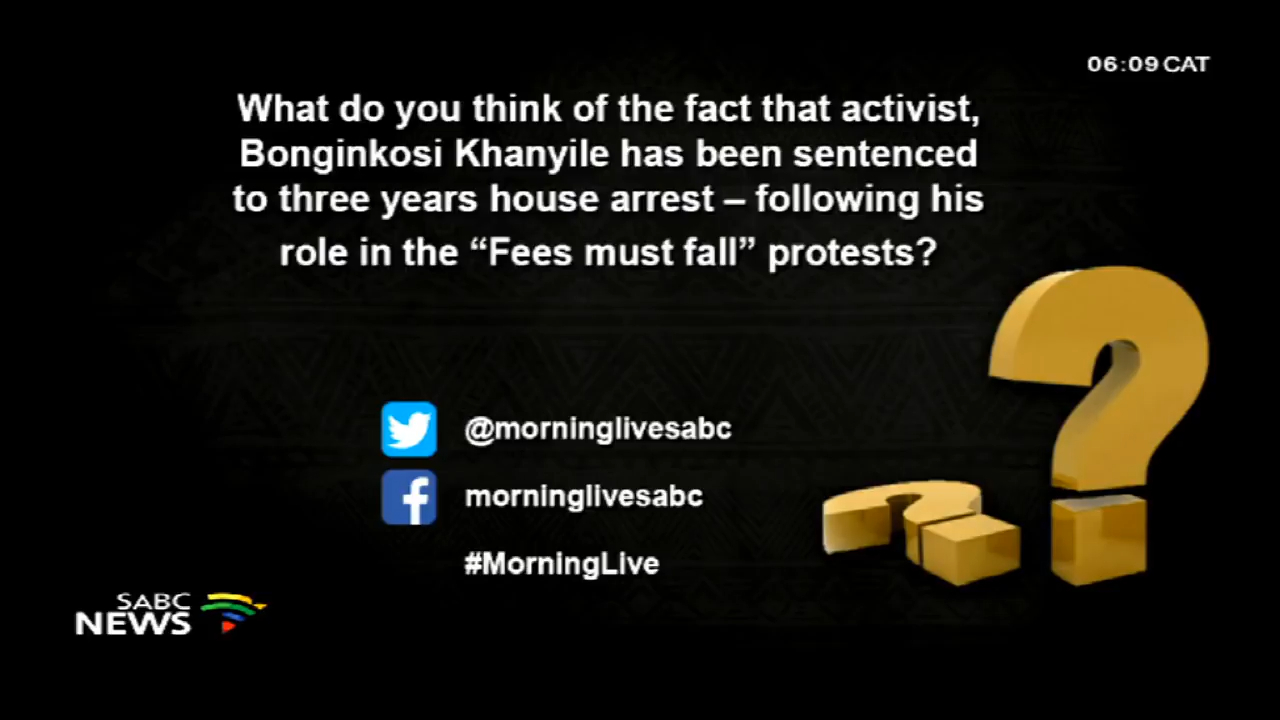 06:09 CAT
What do you think of the fact that activist,
Bonginkosi Khanyile has been sentenced
to three years house arrest – following his
role in the “Fees must fall” protests?
@morninglivesabc
morninglivesabc
#MorningLive
SABC
NEWS